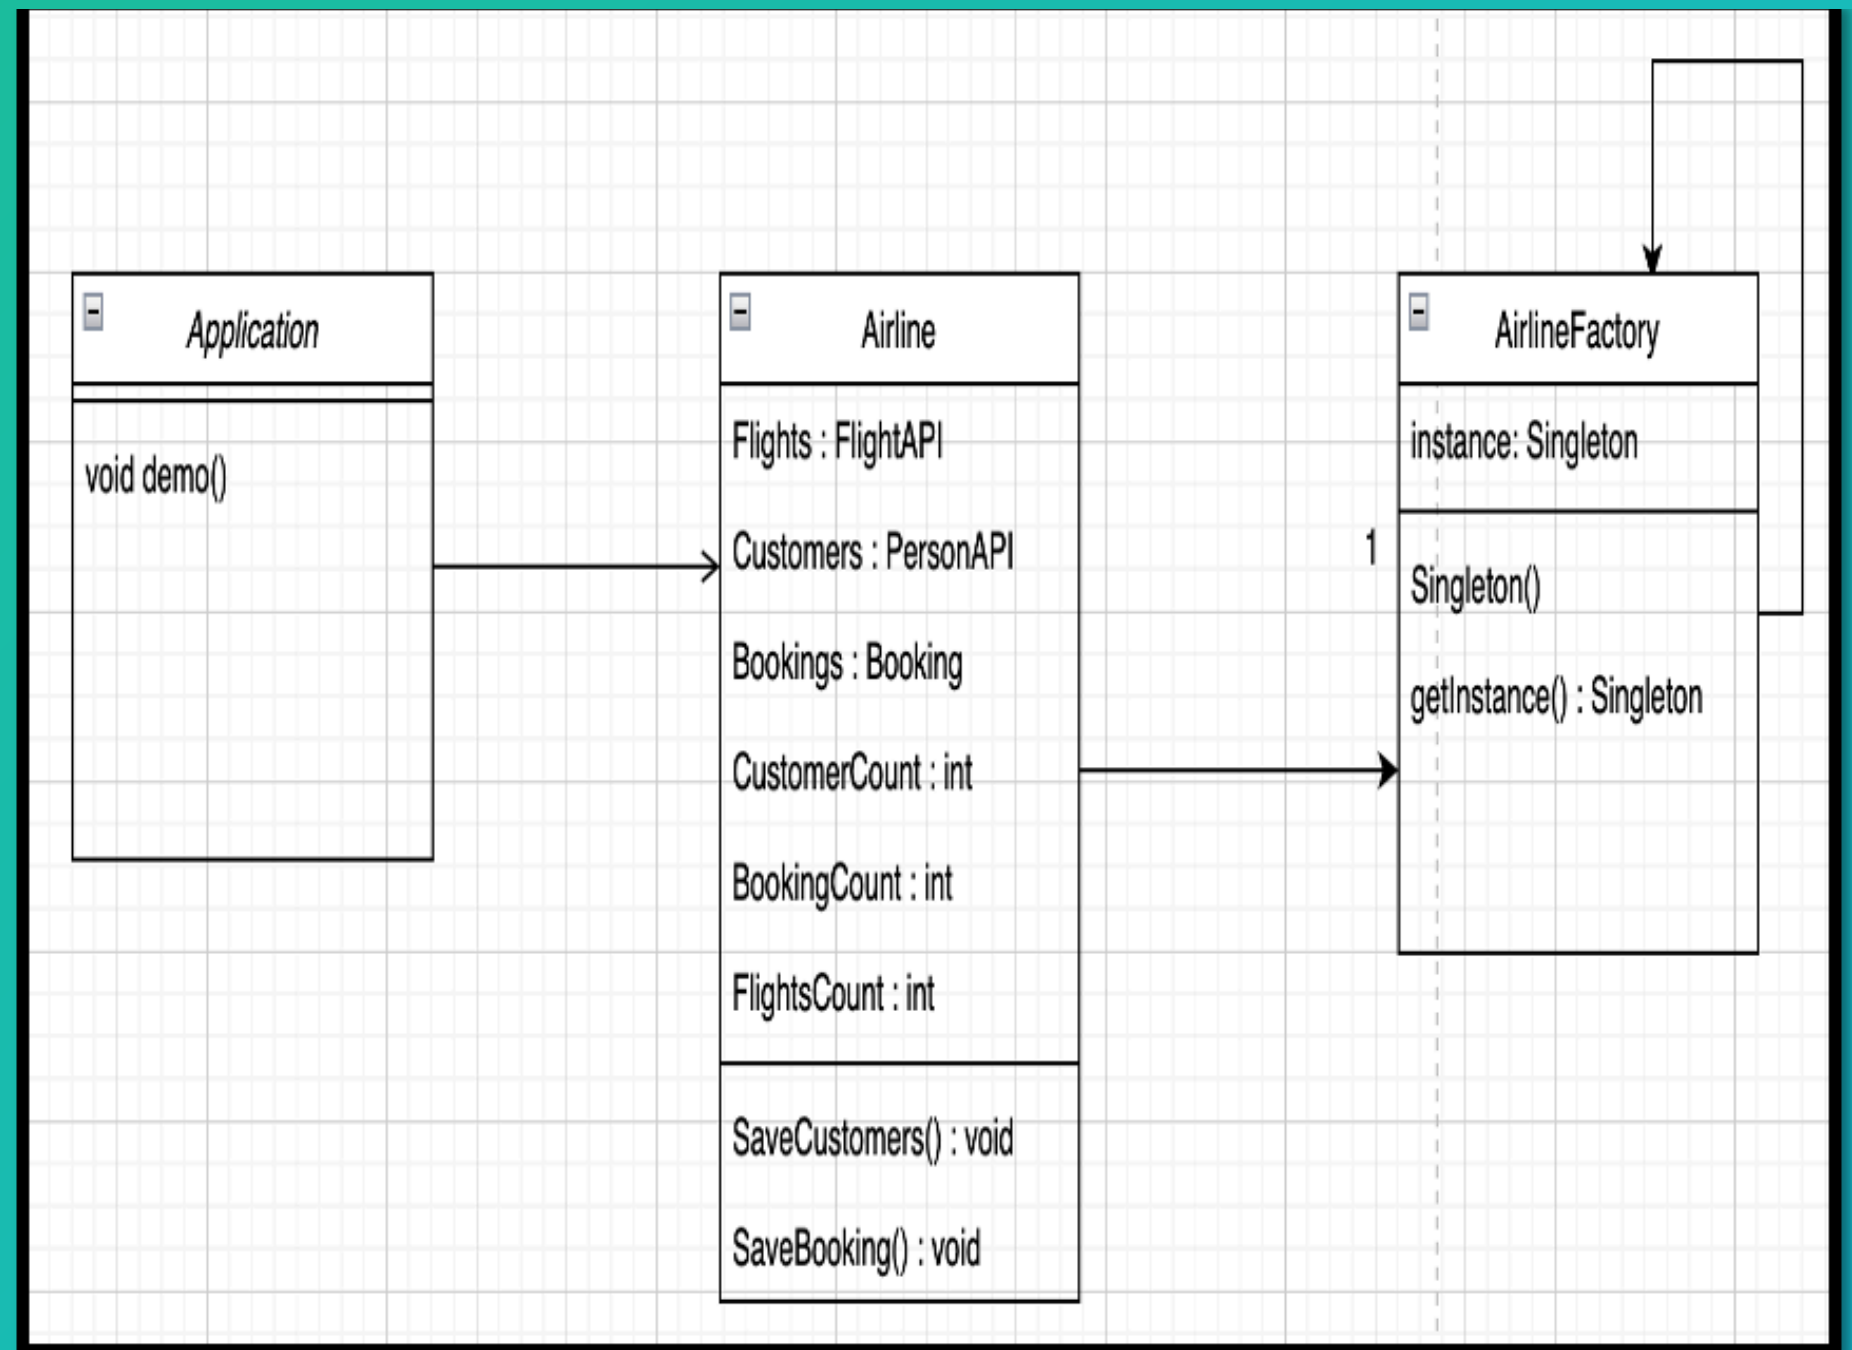 Application
void demo()
Airline
Flights : FlightAPI
Customers : PersonAPI
Bookings : Booking
CustomerCount : int
BookingCount : int
FlightsCount : int
SaveCustomers() : void
SaveBooking() : void
1
AirlineFactory
instance: Singleton
Singleton()
getInstance() : Singleton